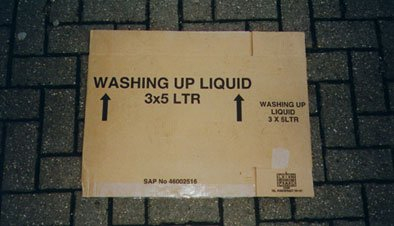 WASHING UP LIQUID
3x5 LTR
WASHING UP
LIQUID
3 X 5LTR
SAP No 46002516